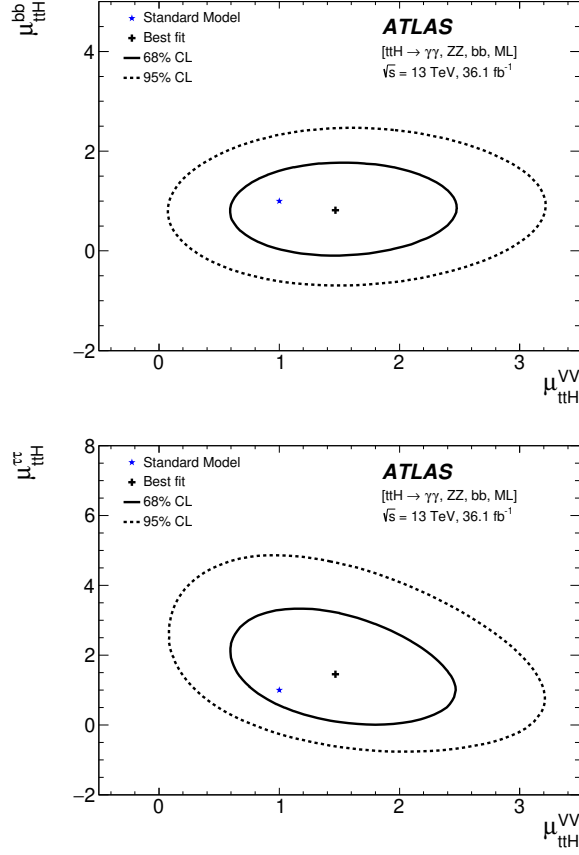 μ^bb_ttH
4
2
0
−2
Standard Model
Best fit
68% CL
95% CL
ATLAS
[ttH → γγ, ZZ, bb, ML]
√s = 13 TeV, 36.1 fb⁻¹
0 1 2 3
μ^VV_ttH
μ^ττ_ttH
8
6
4
2
0
−2
Standard Model
Best fit
68% CL
95% CL
ATLAS
[ttH → γγ, ZZ, bb, ML]
√s = 13 TeV, 36.1 fb⁻¹
0 1 2 3
μ^VV_ttH